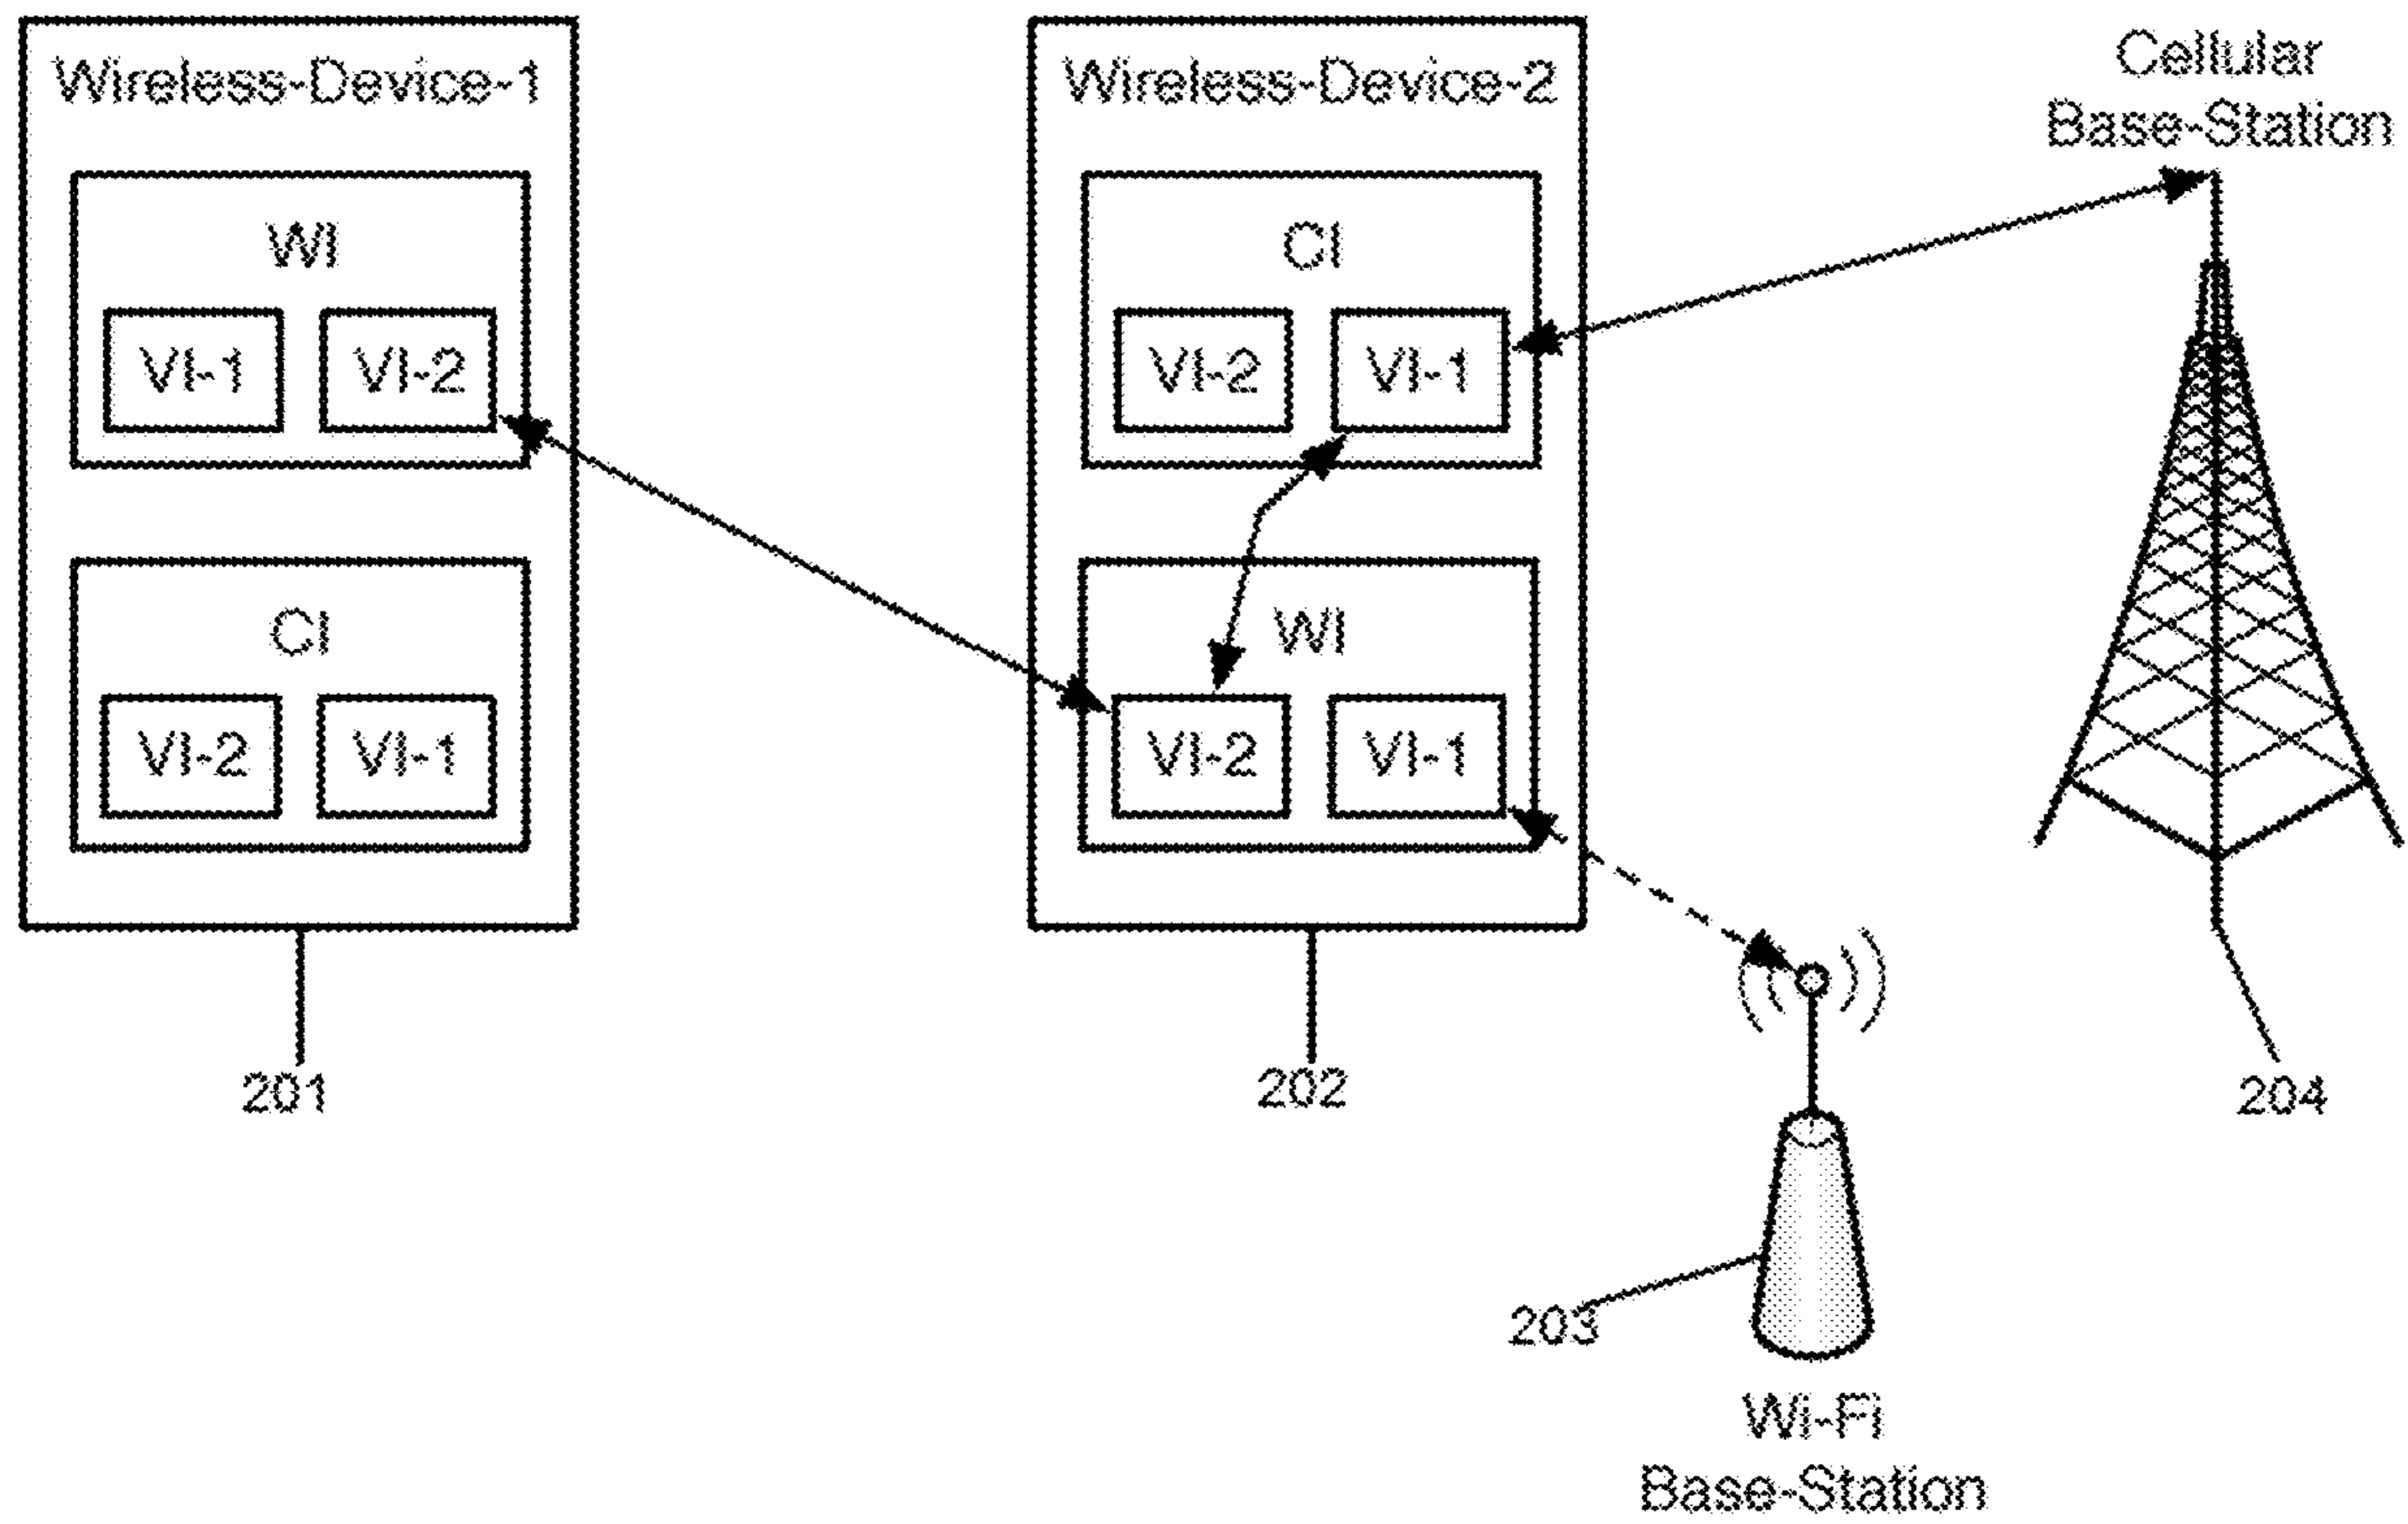 Wireless-Device-1
WI
VI-1
VI-2
CI
VI-2
VI-1
201
Wireless-Device-2
CI
VI-2
VI-1
WI
VI-2
VI-1
202
Cellular
Base-Station
204
203
Wi-Fi
Base-Station